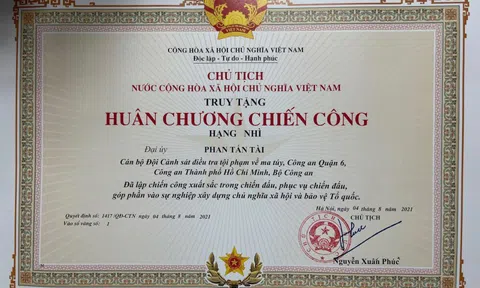 CỘNG HÒA XÃ HỘI CHỦ NGHĨA VIỆT NAM
Độc lập - Tự do - Hạnh phúc
CHỦ TỊCH
NƯỚC CỘNG HÒA XÃ HỘI CHỦ NGHĨA VIỆT NAM
TRUY TẶNG
HUÂN CHƯƠNG CHIẾN CÔNG
HẠNG NHÌ
Đại úy PHAN TẤN TÀI
Cán bộ Đội Cảnh sát điều tra tội phạm về ma túy, Công an Quận 6,
Công an Thành phố Hồ Chí Minh, Bộ Công an
Đã lập chiến công xuất sắc trong chiến đấu, phục vụ chiến đấu,
góp phần vào sự nghiệp xây dựng chủ nghĩa xã hội và bảo vệ Tổ quốc.
Quyết định số: 1417/QĐ-CTN ngày 04 tháng 8 năm 2021
Vào sổ vàng số: 1
Hà Nội, ngày 04 tháng 8 năm 2021
CHỦ TỊCH
Nguyễn Xuân Phúc